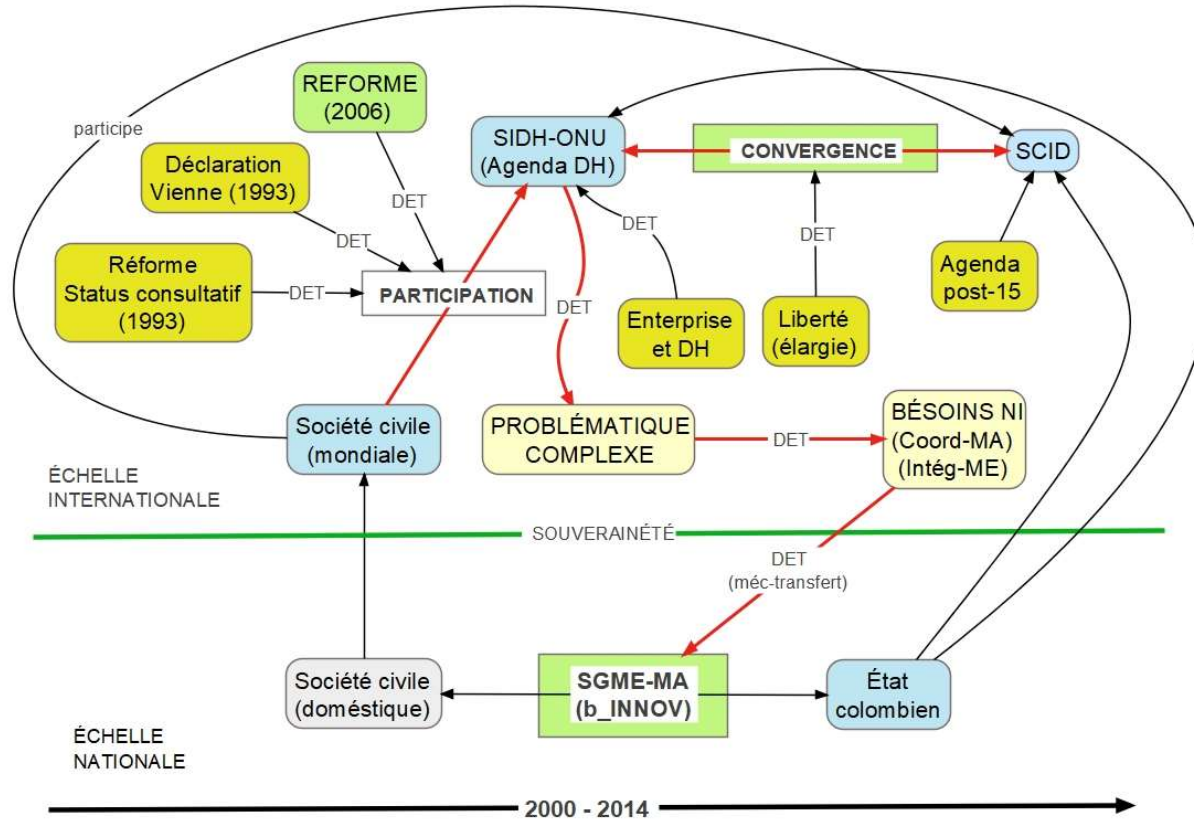 REFORME
(2006)
participe
SIDH-ONU
(Agenda DH)
CONVERGENCE
SCID
Déclaration
Vienne (1993)
DET
DET
DET
DET
Réforme
Status consultatif
(1993)
DET
PARTICIPATION
DET
Enterprise
et DH
Liberté
(élargie)
Agenda
post-15
Société civile
(mondiale)
PROBLÉMATIQUE
COMPLEXE
DET
BÉSOINS NI
(Coord-MA)
(Intég-ME)
ÉCHELLE
INTERNATIONALE
SOUVERAINÉTÉ
DET
(méc-transfert)
Société civile
(doméstique)
SGME-MA
(b_INNOV)
État
colombien
ÉCHELLE
NATIONALE
2000 - 2014